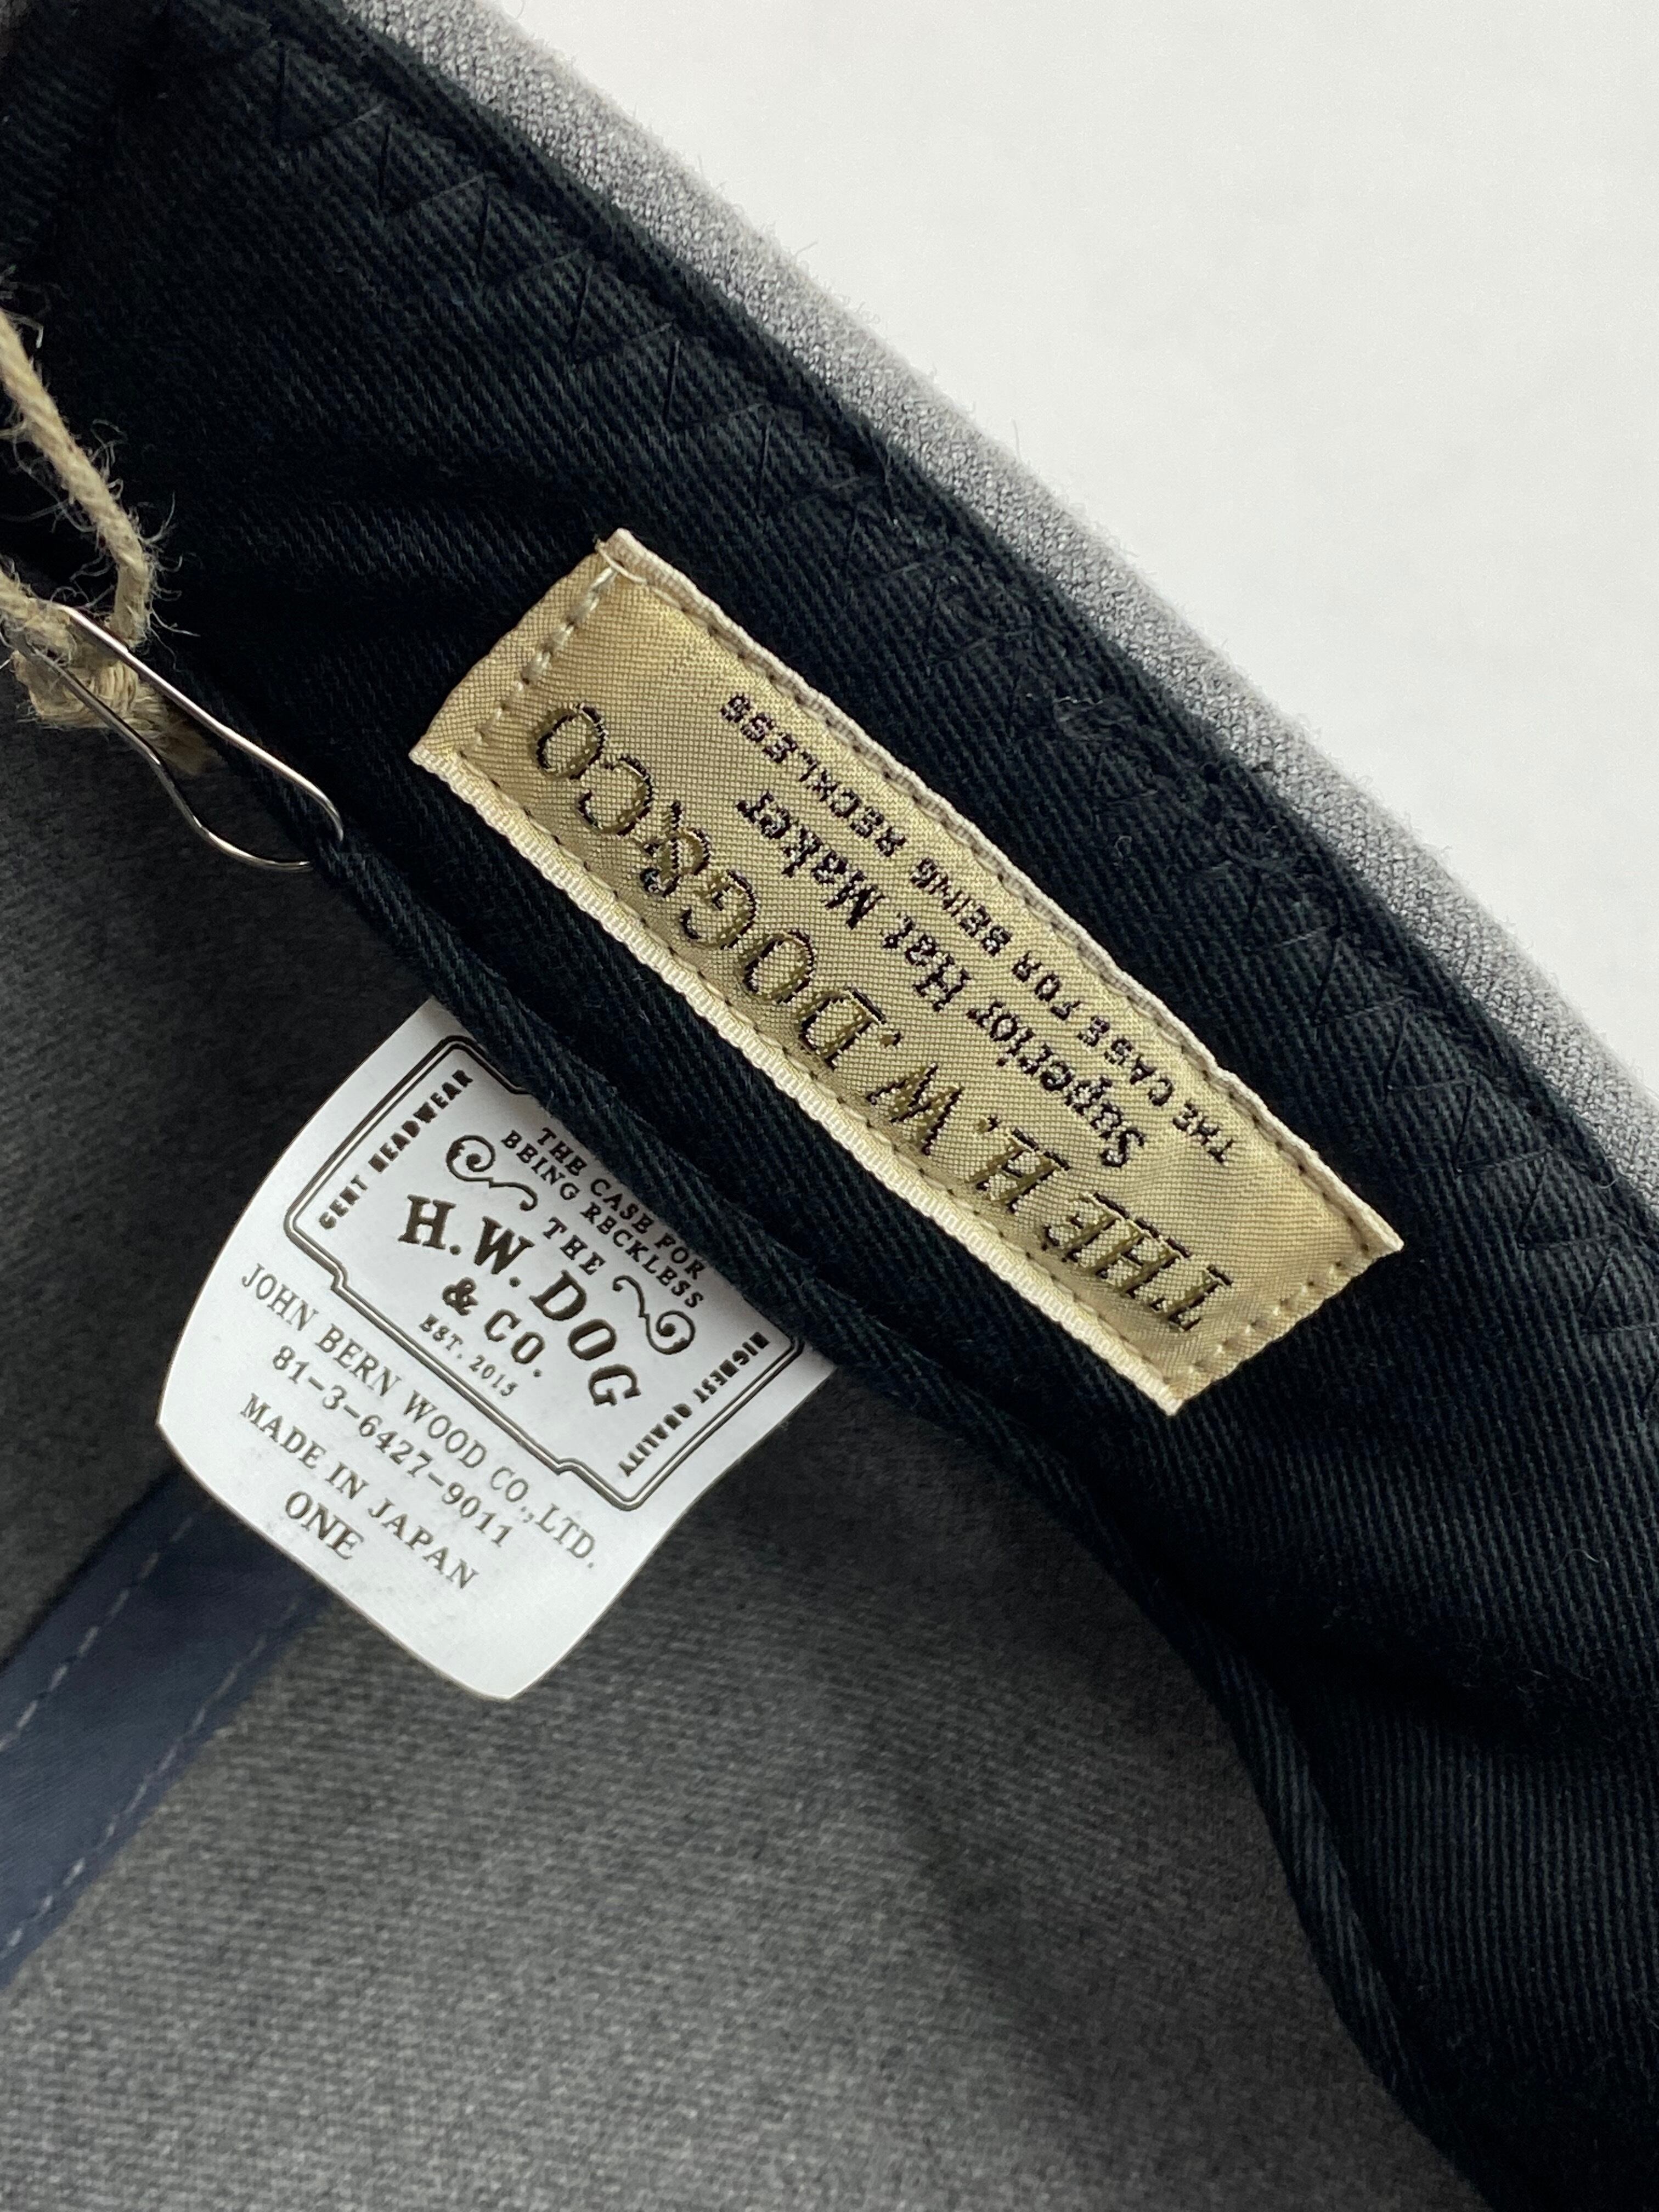 THE H.W.DOG&CO
Superior Hat Maker
THE CASE FOR BEING RECKLESS
GENT HEADWEAR
THE CASE FOR
BEING RECKLESS
THE
H.W. DOG
& CO.
EST. 2015
HIGHEST QUALITY
JOHN BERN WOOD CO.,LTD.
81-3-6427-9011
MADE IN JAPAN
ONE